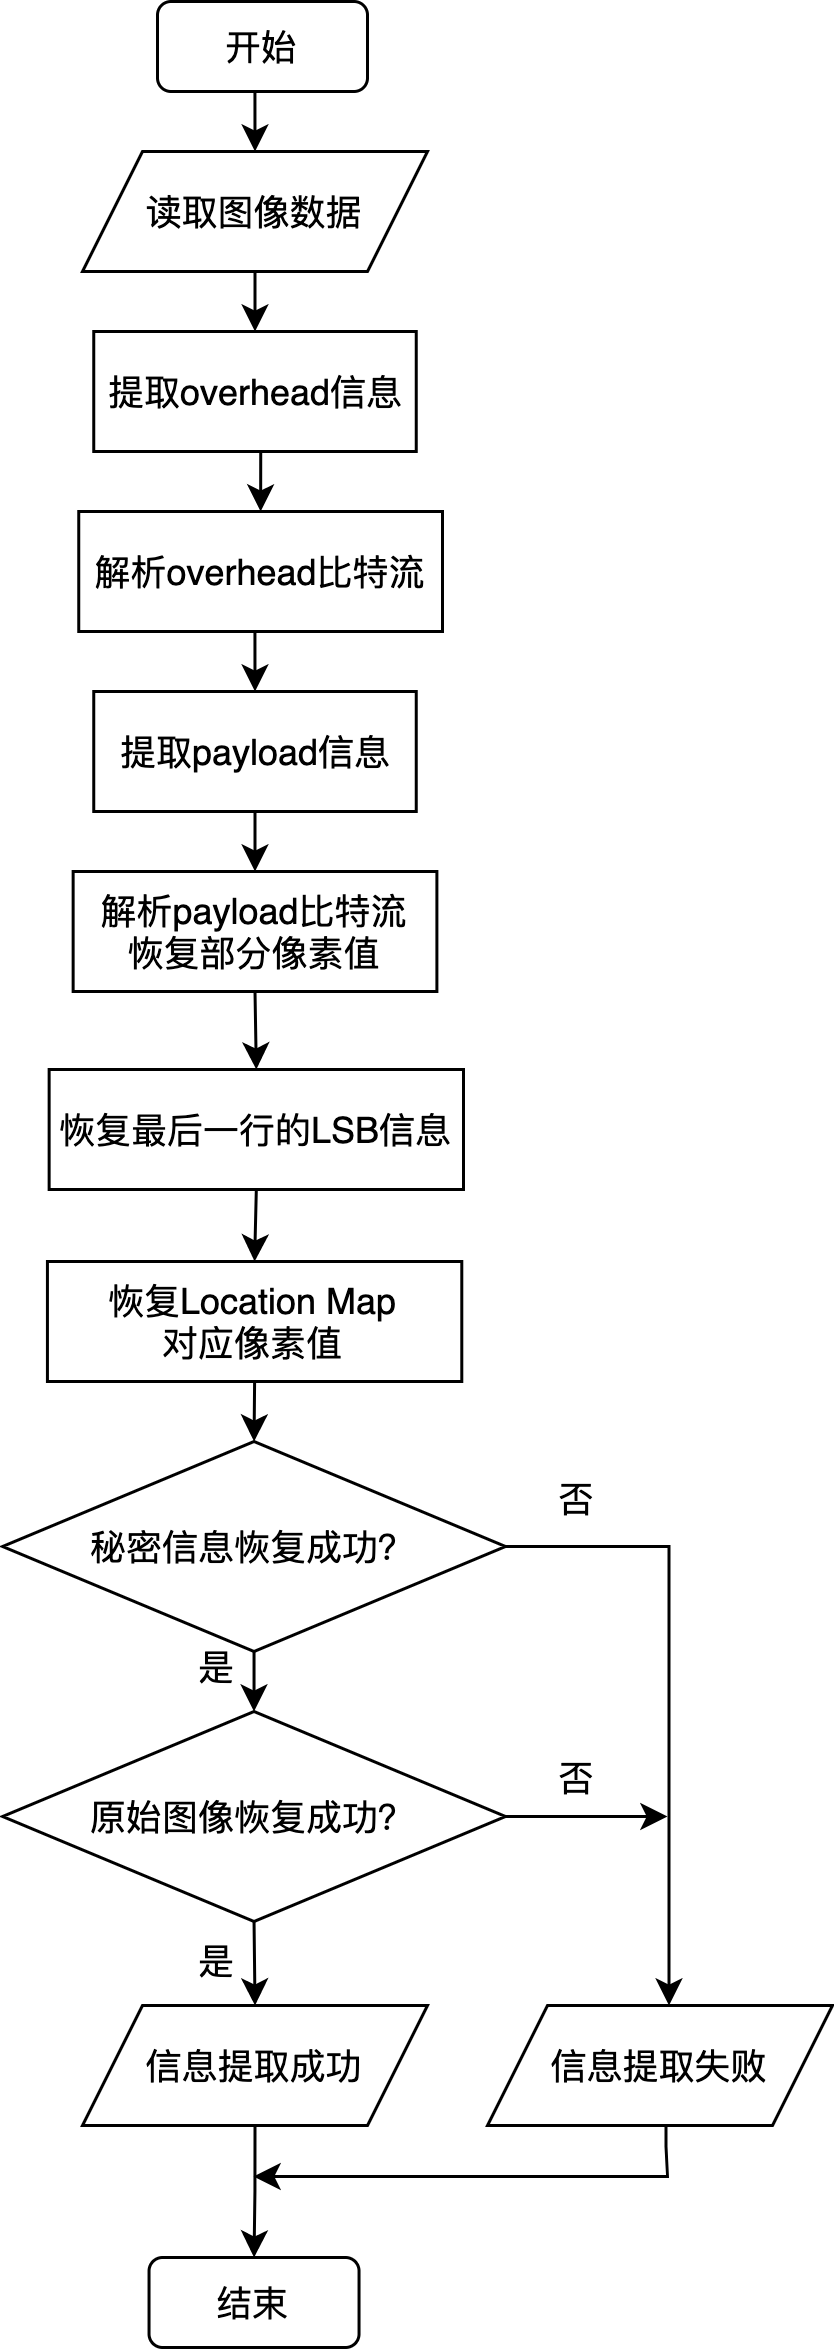 开始
读取图像数据
提取overhead信息
解析overhead比特流
提取payload信息
解析payload比特流
恢复部分像素值
恢复最后一行的LSB信息
恢复Location Map
对应像素值
否
秘密信息恢复成功?
是
否
原始图像恢复成功?
是
信息提取成功
信息提取失败
结束